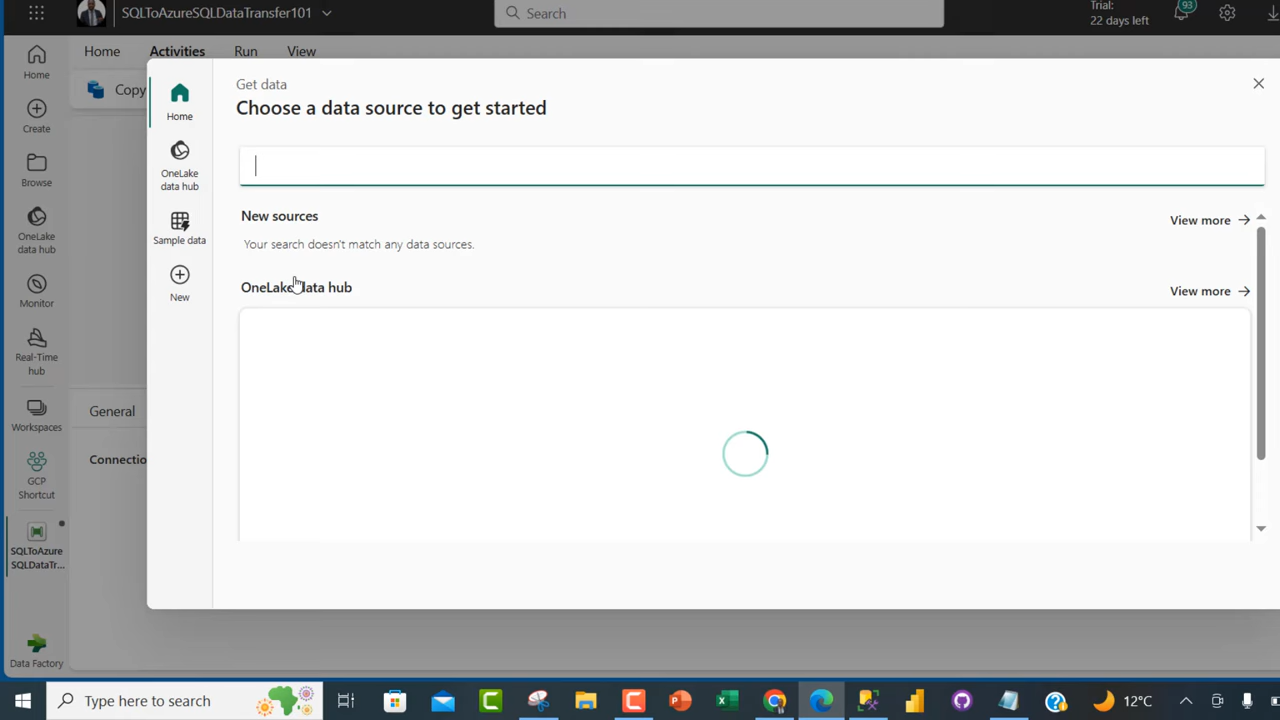 SQLToAzureSQLDataTransfer101
Search
Trial:
22 days left
93
Home
Activities
Run
View
Home
Create
Browse
OneLake
data hub
Monitor
Real-Time
hub
Workspaces
GCP
Shortcut
SQLToAzure
SQLDataTr...
Data Factory
Copy
General
Connectio
Home
OneLake
data hub
Sample data
New
Get data
Choose a data source to get started
New sources
View more
Your search doesn't match any data sources.
OneLake data hub
View more
Type here to search
12°C